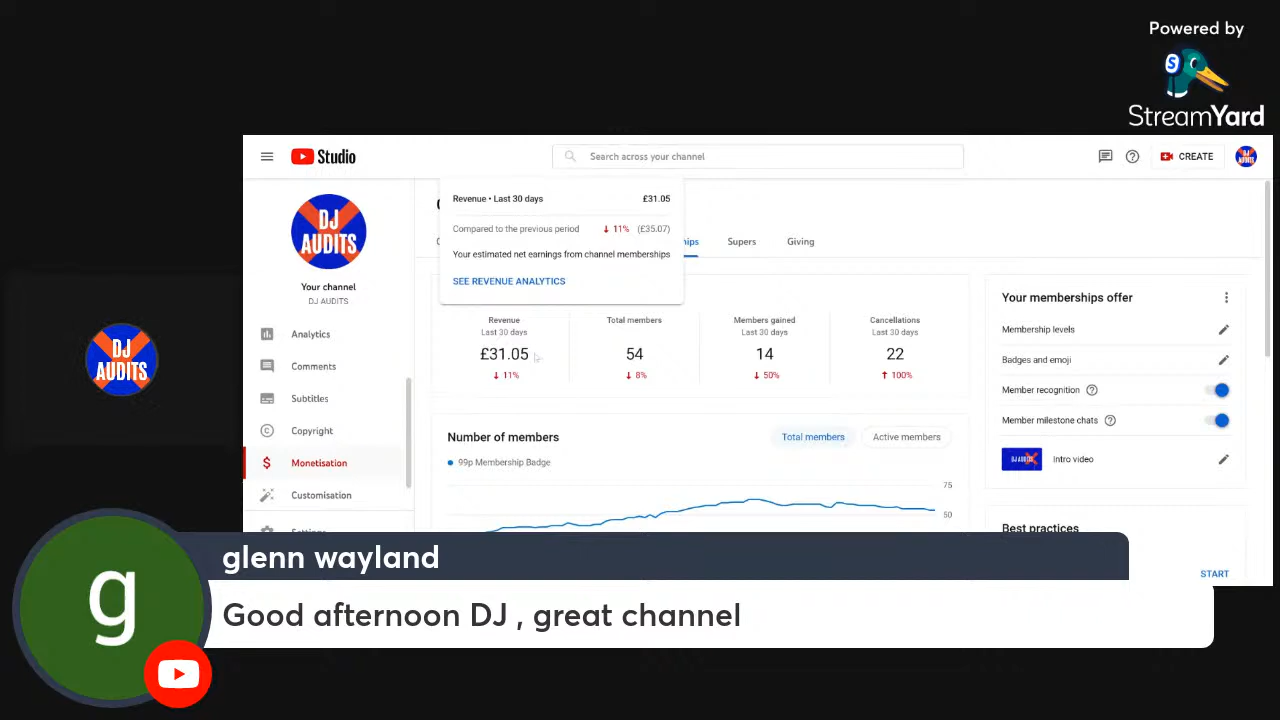 Powered by
StreamYard
Studio
Search across your channel
CREATE
DJ
AUDITS
Your channel
DJ AUDITS
Analytics
Comments
Subtitles
Copyright
Monetisation
Customisation
Revenue • Last 30 days £31.05
Compared to the previous period ↓ 11% (£35.07)
Your estimated net earnings from channel memberships
SEE REVENUE ANALYTICS
Supers
Giving
Revenue
Last 30 days
£31.05
↓ 11%
Total members
54
↓ 8%
Members gained
Last 30 days
14
↓ 50%
Cancellations
Last 30 days
22
↑ 100%
Number of members
Total members
Active members
99p Membership Badge
75
50
Your memberships offer
Membership levels
Badges and emoji
Member recognition
Member milestone chats
DJ AUDITS
Intro video
Best practices
START
DJ
AUDITS
g
glenn wayland
Good afternoon DJ , great channel